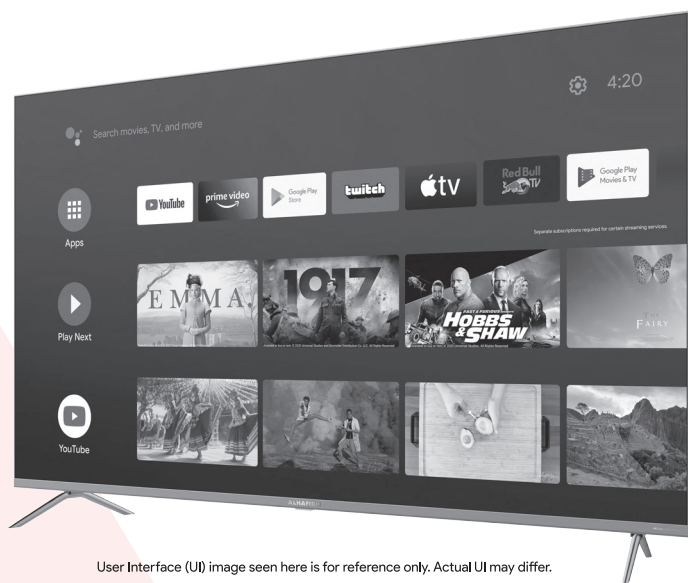 4:20
Search movies, TV, and more
YouTube
prime video
Google Play
Store
twitch
tv
Red Bull
TV
Google Play
Movies & TV
Apps
Separate subscriptions required for certain streaming services.
EMMA.
1917
FAST & FURIOUS
HOBBS
& SHAW
THE
FAIRY
Play Next
YouTube
User Interface (UI) image seen here is for reference only. Actual UI may differ.